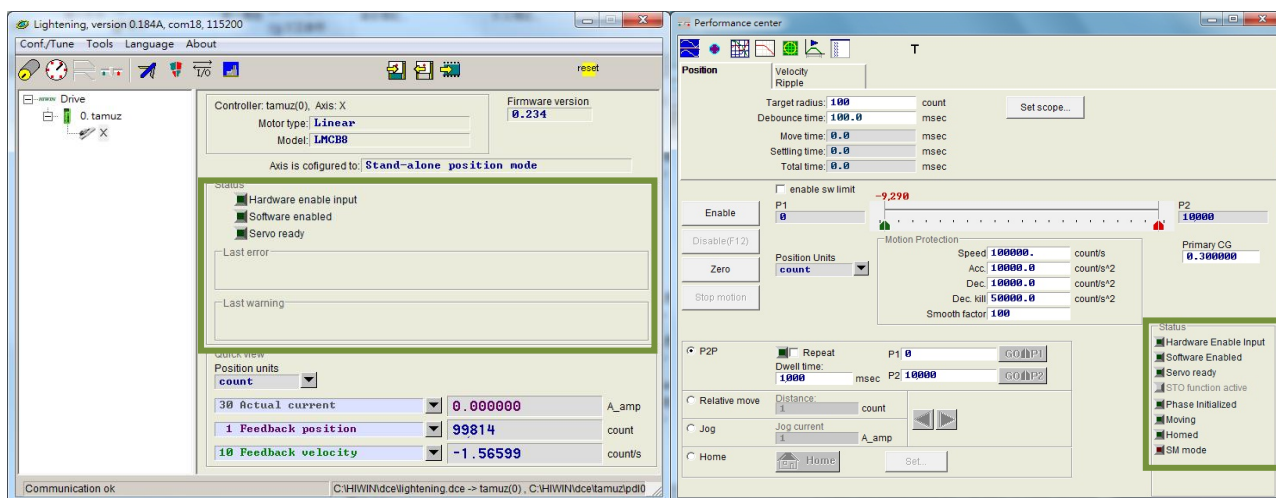 Lightening, version 0.184A, com18, 115200
Conf./Tune Tools Language About
I/O
reset
HIWIN Drive
0. tamuz
X
Controller: tamuz(0), Axis: X
Motor type: Linear
Model: LMCB8
Firmware version
0.234
Axis is cofigured to: Stand-alone position mode
Status
Hardware enable input
Software enabled
Servo ready
Last error
Last warning
Quick view
Position units
count
30 Actual current 0.000000 A_amp
1 Feedback position 99814 count
10 Feedback velocity -1.56599 count/s
Communication ok
C:\HIWIN\dce\lightening.dce -> tamuz(0) , C:\HIWIN\dce\tamuz\pdl0
Performance center
T
Position
Velocity Ripple
Target radius: 100 count
Debounce time: 100.0 msec
Move time: 0.0 msec
Settling time: 0.0 msec
Total time: 0.0 msec
Set scope...
enable sw limit
-9,290
P1
0
P2
10000
Enable
Disable(F12)
Zero
Stop motion
Position Units
count
Motion Protection
Speed 100000. count/s
Acc. 10000.0 count/s^2
Dec. 10000.0 count/s^2
Dec. kill 50000.0 count/s^2
Smooth factor 100
Primary CG
0.300000
P2P
Repeat
Dwell time:
1,000 msec
P1 0 GO P1
P2 10,000 GO P2
Relative move
Distance:
1 count
Jog
Jog current
1 A_amp
Home
Home
Set...
Status
Hardware Enable Input
Software Enabled
Servo ready
STO function active
Phase Initialized
Moving
Homed
SM mode